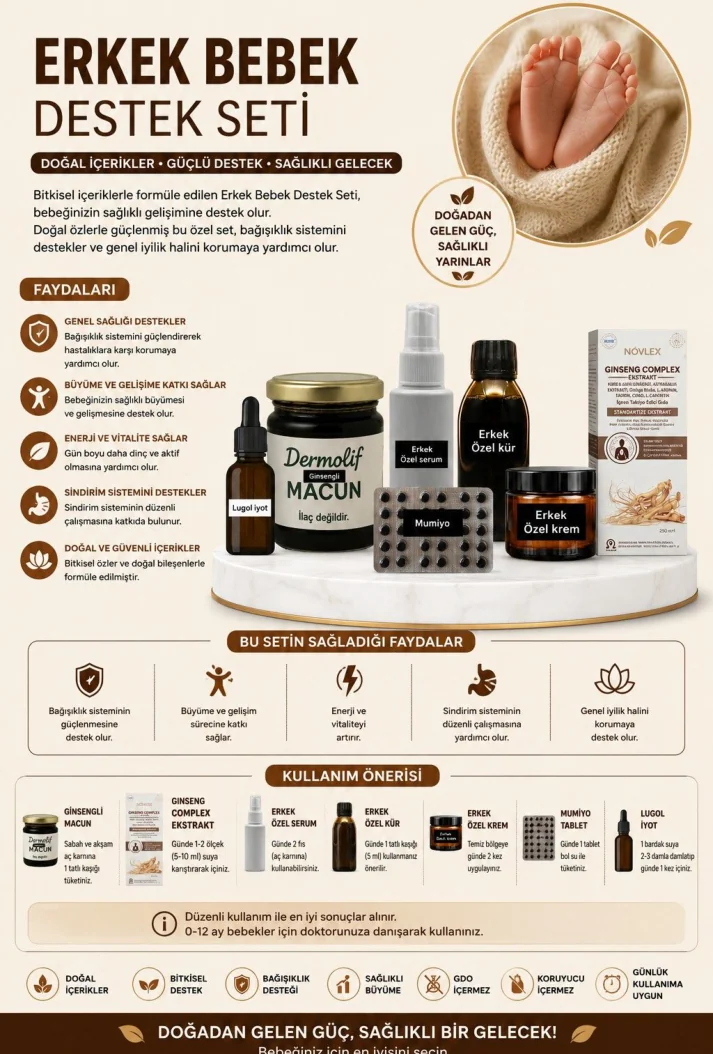 ERKEK BEBEK
DESTEK SETİ
DOĞAL İÇERİKLER • GÜÇLÜ DESTEK • SAĞLIKLI GELECEK
Bitkisel içeriklerle formüle edilen Erkek Bebek Destek Seti,
bebeğinizin sağlıklı gelişimine destek olur.
Doğal özlerle güçlenmiş bu özel set, bağışıklık sistemini
destekler ve genel iyilik halini korumaya yardımcı olur.
DOĞADAN
GELEN GÜÇ,
SAĞLIKLI
YARINLAR
FAYDALARI
GENEL SAĞLIĞI DESTEKLER
Bağışıklık sistemini güçlendirerek
hastalıklara karşı korumaya
yardımcı olur.
BÜYÜME VE GELİŞİME KATKI SAĞLAR
Bebeğinizin sağlıklı büyümesi
ve gelişmesine destek olur.
ENERJİ VE VİTALİTE SAĞLAR
Gün boyu daha dinç ve aktif
olmasına yardımcı olur.
SİNDİRİM SİSTEMİNİ DESTEKLER
Sindirim sisteminin düzenli
çalışmasına katkıda bulunur.
DOĞAL VE GÜVENLİ İÇERİKLER
Bitkisel özler ve doğal bileşenlerle
formüle edilmiştir.
Lugol iyot
Dermolif
Ginsengli
MACUN
İlaç değildir.
Erkek
Özel serum
Mumiyo
Erkek
Özel kür
Erkek
Özel krem
NÓVLEX
GINSENG COMPLEX
EKSTRAKT
STANDARTIZE EKSTRAKT
BU SETİN SAĞLADIĞI FAYDALAR
Bağışıklık sisteminin
güçlenmesine
destek olur.
Büyüme ve gelişim
sürecine katkı
sağlar.
Enerji ve
vitaliteyi
artırır.
Sindirim sisteminin
düzenli çalışmasına
yardımcı olur.
Genel iyilik halini
korumaya
destek olur.
KULLANIM ÖNERİSİ
GİNSENGLİ
MACUN
Sabah ve akşam
aç karnına
1 tatlı kaşığı
tüketiniz.
GINSENG
COMPLEX
EKSTRAKT
Günde 1-2 ölçek
(5-10 ml) suya
karıştırarak içiniz.
ERKEK
ÖZEL SERUM
Günde 2 fıs
(aç karnına)
kullanabilirsiniz.
ERKEK
ÖZEL KÜR
Günde 1 tatlı kaşığı
(5 ml) kullanmanız
önerilir.
ERKEK
ÖZEL KREM
Temiz bölgeye
günde 2 kez
uygulayınız.
MUMİYO
TABLET
Günde 1 tablet
bol su ile
tüketiniz.
LUGOL
İYOT
1 bardak suya
2-3 damla damlatıp
günde 1 kez içiniz.
Düzenli kullanım ile en iyi sonuçlar alınır.
0-12 ay bebekler için doktorunuza danışarak kullanınız.
DOĞAL
İÇERİKLER
BİTKİSEL
DESTEK
BAĞIŞIKLIK
DESTEĞİ
SAĞLIKLI
BÜYÜME
GDO
İÇERMEZ
KORUYUCU
İÇERMEZ
GÜNLÜK
KULLANIMA
UYGUN
DOĞADAN GELEN GÜÇ, SAĞLIKLI BİR GELECEK!
Bebeğiniz için en iyisini seçin